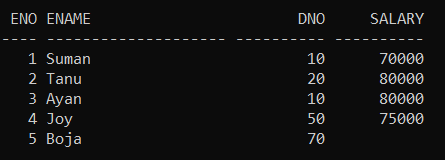 ENO ENAME DNO SALARY
---- -------------------- ---------- ----------
1 Suman 10 70000
2 Tanu 20 80000
3 Ayan 10 80000
4 Joy 50 75000
5 Boja 70